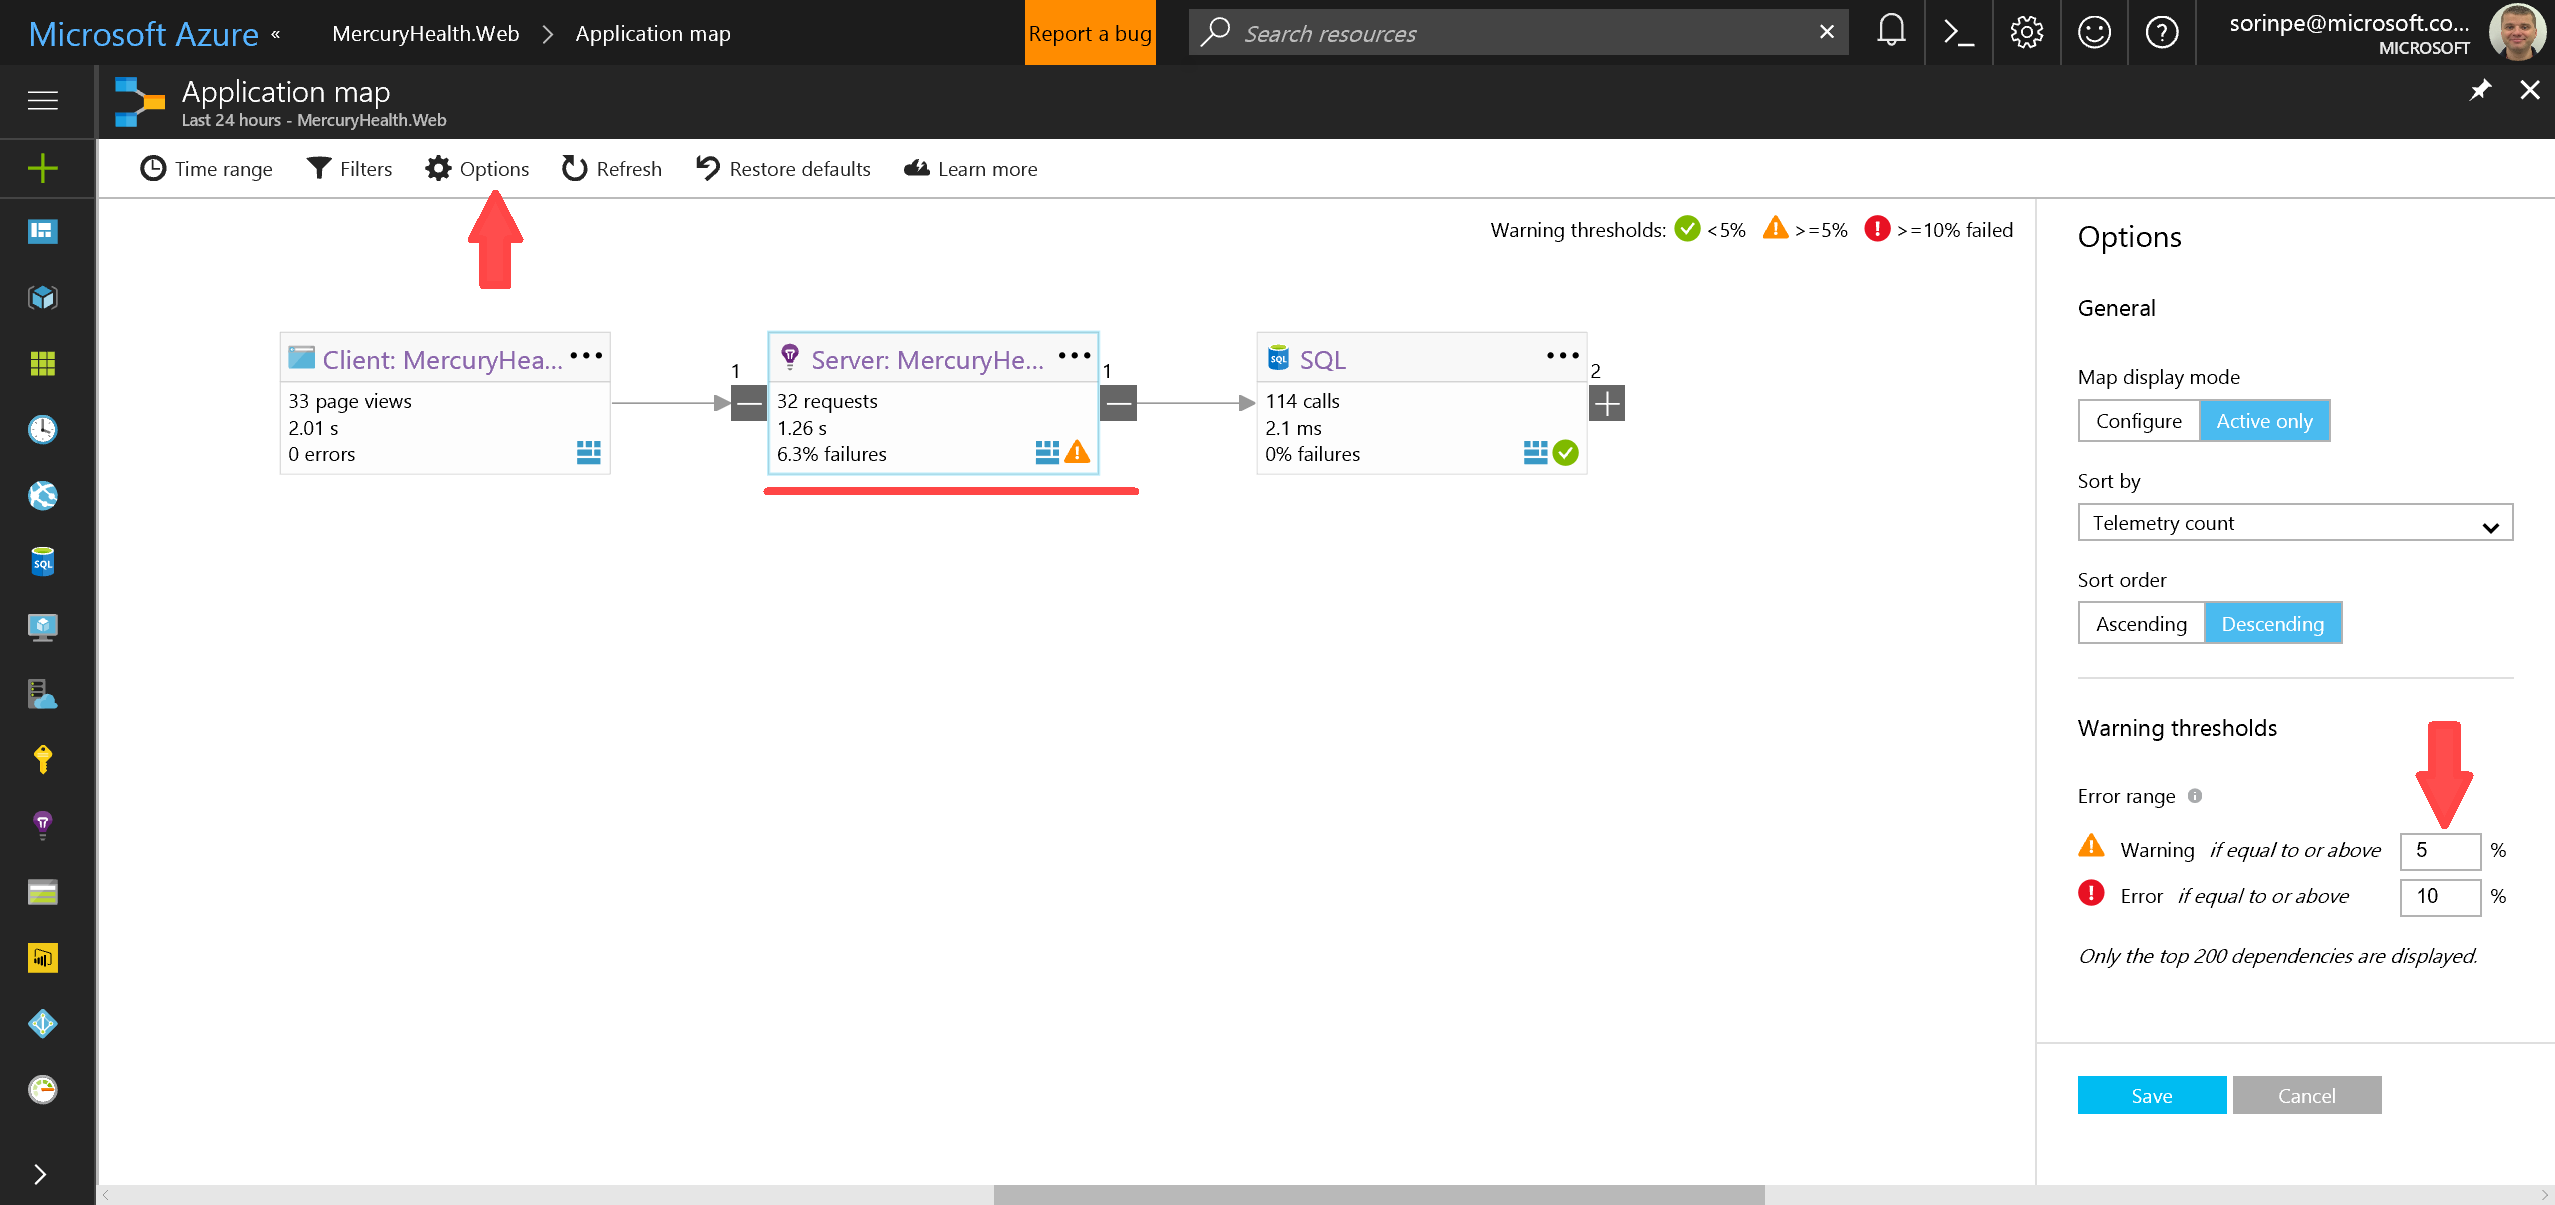 Microsoft Azure « MercuryHealth.Web > Application map Report a bug Search resources sorinpe@microsoft.co...
MICROSOFT
Application map
Last 24 hours - MercuryHealth.Web
Time range Filters Options Refresh Restore defaults Learn more
Warning thresholds: <5% >=5% >=10% failed
Client: MercuryHea... •••
33 page views
2.01 s
0 errors
1
Server: MercuryHe... •••
32 requests
1.26 s
6.3% failures
1
SQL
SQL •••
114 calls
2.1 ms
0% failures
2
SQL
Options
General
Map display mode
Configure Active only
Sort by
Telemetry count
Sort order
Ascending Descending
Warning thresholds
Error range
Warning if equal to or above 5 %
Error if equal to or above 10 %
Only the top 200 dependencies are displayed.
Save Cancel